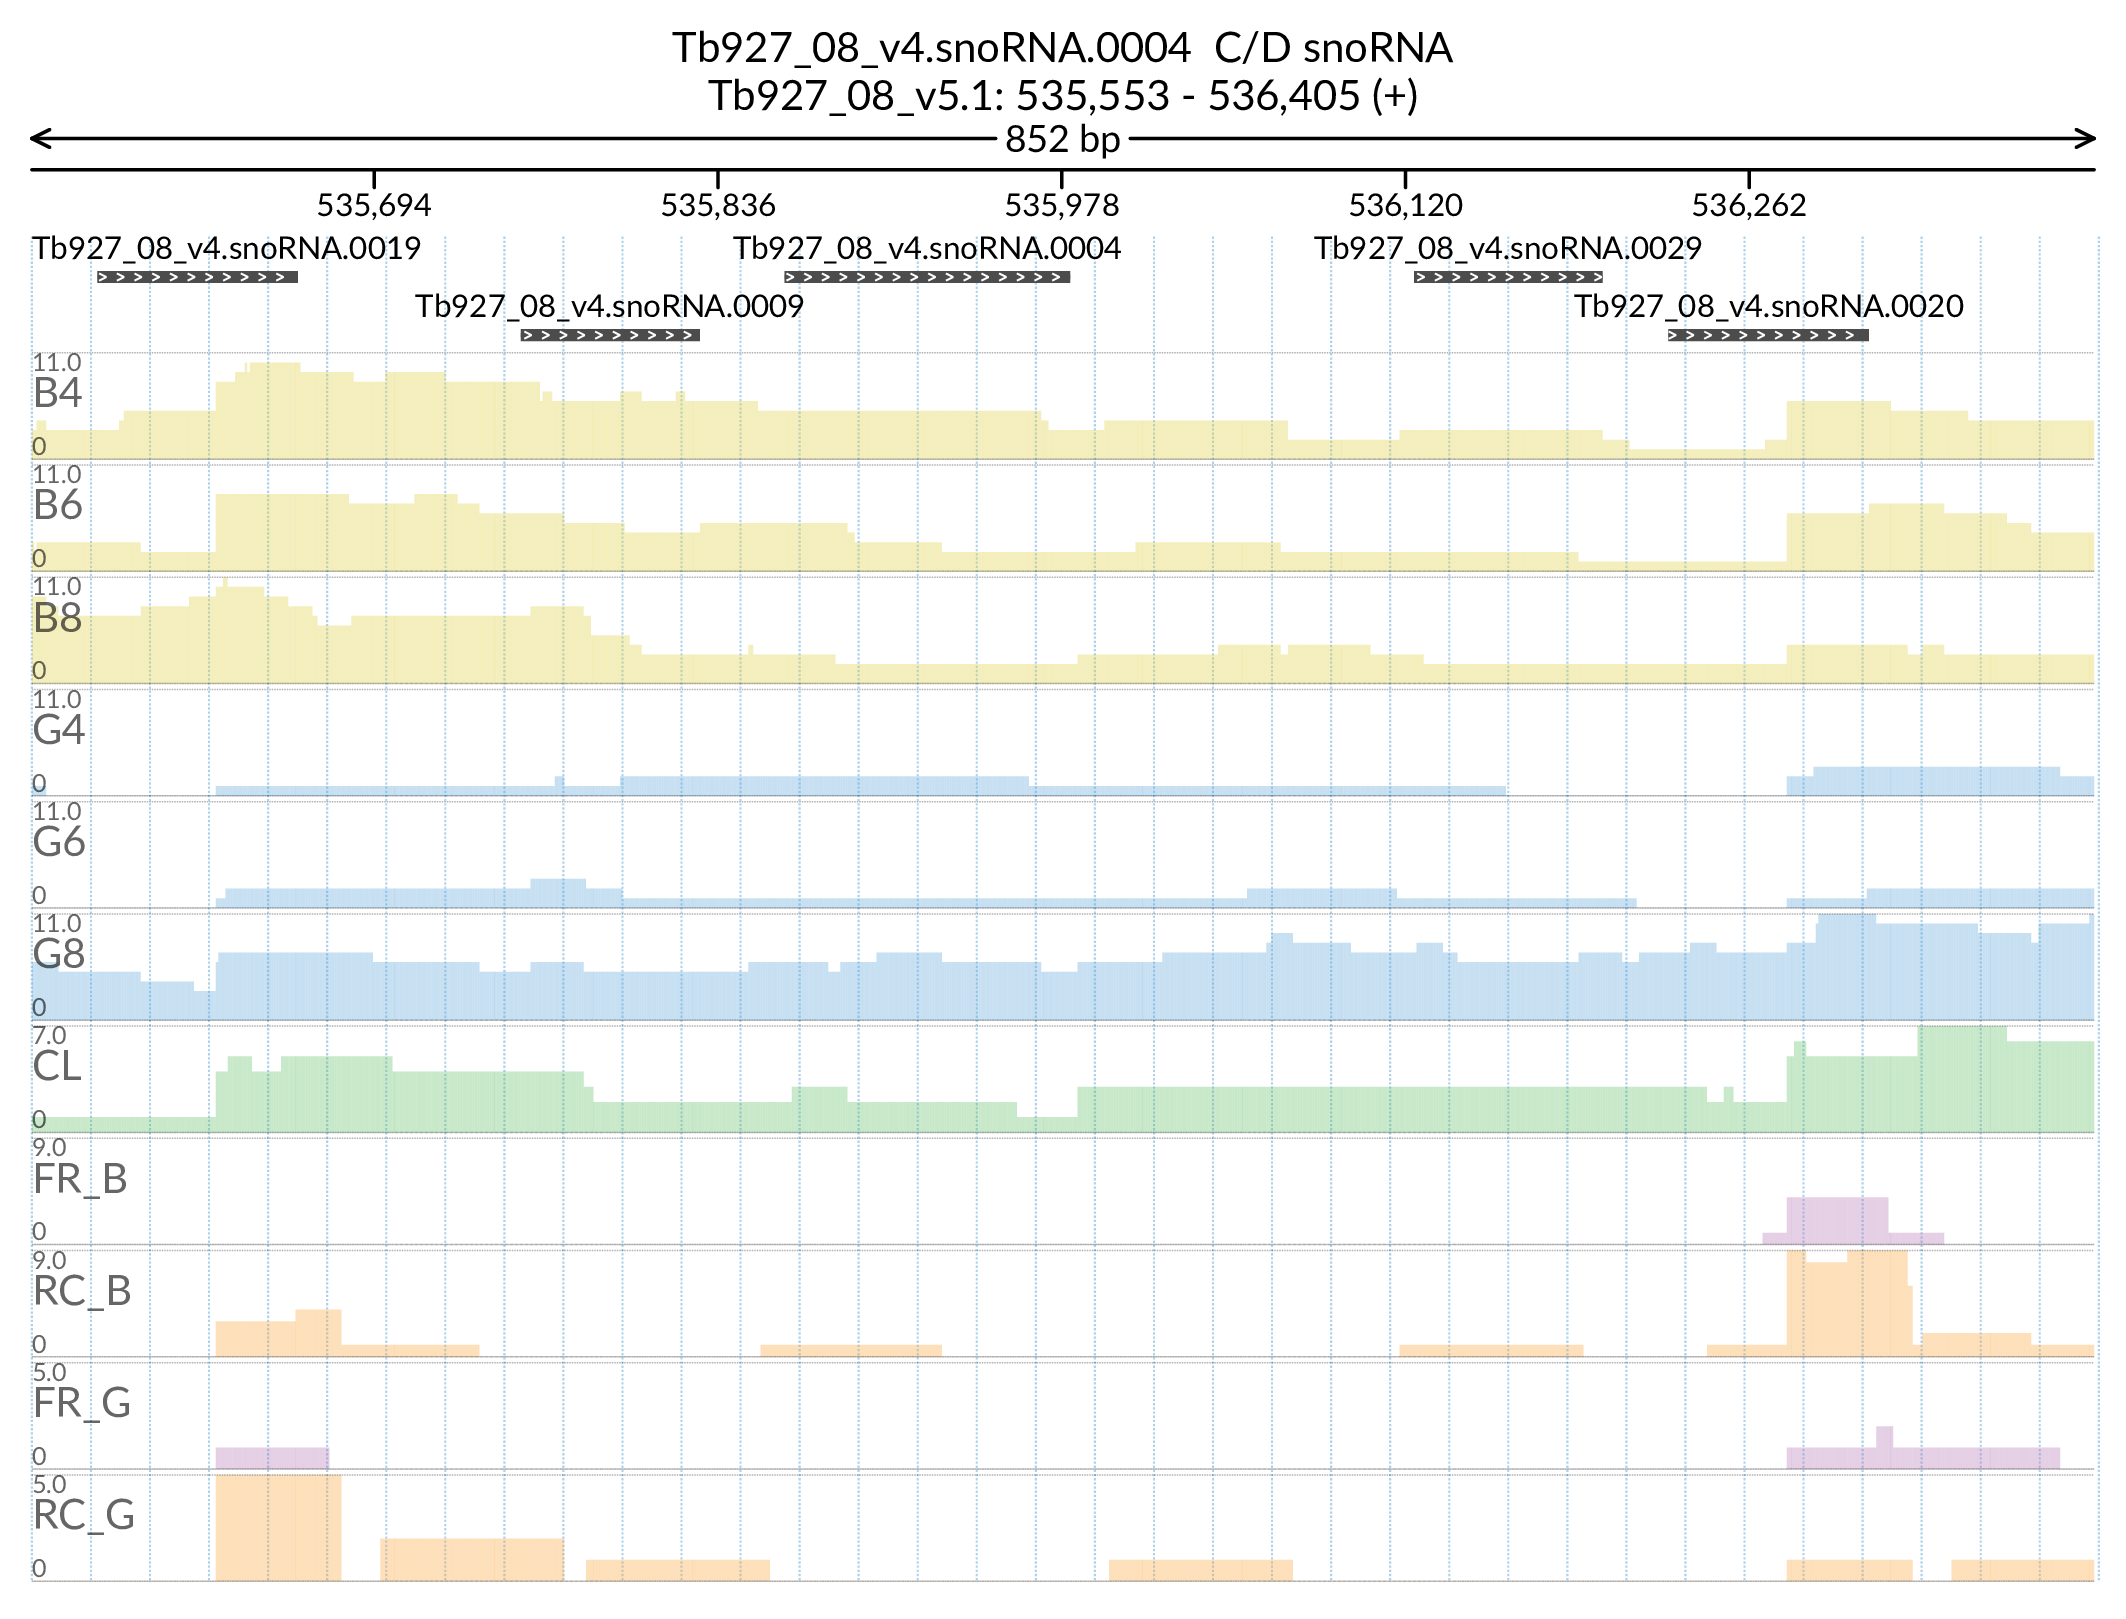 Tb927_08_v4.snoRNA.0004  C/D snoRNA
Tb927_08_v5.1: 535,553 - 536,405 (+)
852 bp
535,694 535,836 535,978 536,120 536,262
Tb927_08_v4.snoRNA.0019 Tb927_08_v4.snoRNA.0004 Tb927_08_v4.snoRNA.0029
Tb927_08_v4.snoRNA.0009 Tb927_08_v4.snoRNA.0020
11.0
B4
0
11.0
B6
0
11.0
B8
0
11.0
G4
0
11.0
G6
0
11.0
G8
0
7.0
CL
0
9.0
FR_B
0
9.0
RC_B
0
5.0
FR_G
0
5.0
RC_G
0